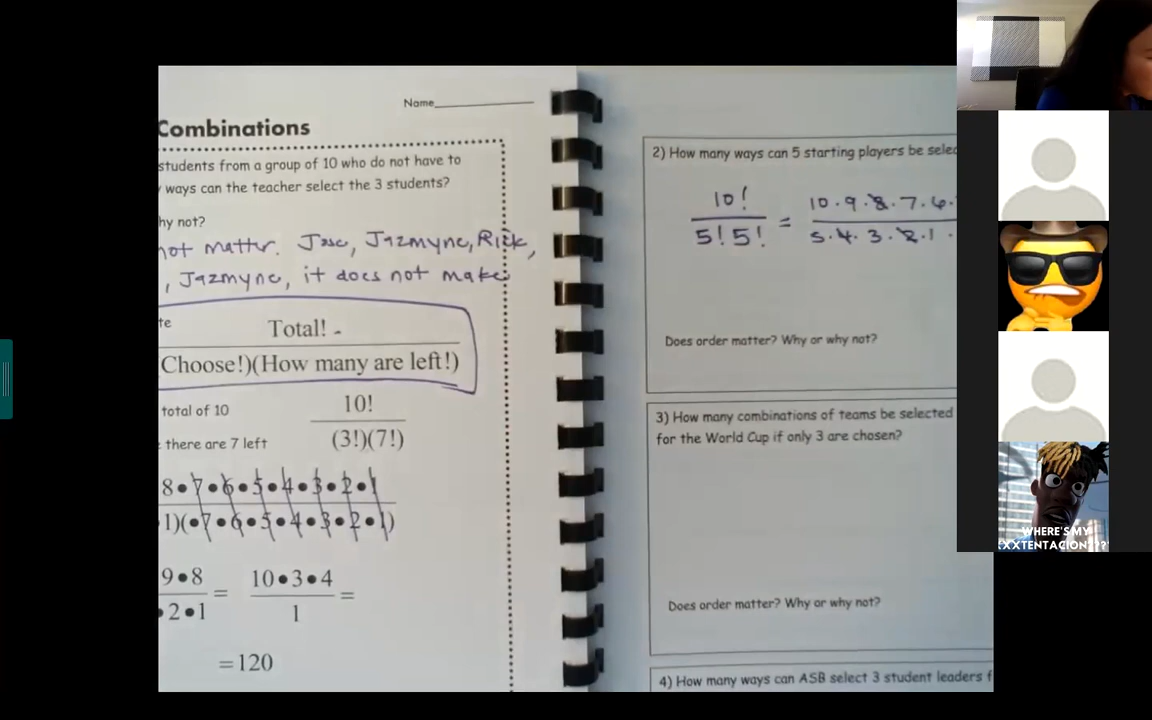 Name
Combinations
students from a group of 10 who do not have to
ways can the teacher select the 3 students?
hy not?
not matter. Jose, Jazmyne, Rick,
, Jazmyne, it does not make
te
Total!
Choose!)(How many are left!)
total of 10
10!
there are 7 left
(3!)(7!)
8•7•6•5•4•3•2•1
1)(•7•6•5•4•3•2•1)
9•8
•2•1
=
10•3•4
1
=
=120
2) How many ways can 5 starting players be selec
10!
5!5!
=
10.9.8.7.6.
5.4.3.2.1 .
Does order matter? Why or why not?
3) How many combinations of teams be selected
for the World Cup if only 3 are chosen?
Does order matter? Why or why not?
4) How many ways can ASB select 3 student leaders f
WHERE'S MY
XXTENTACION???